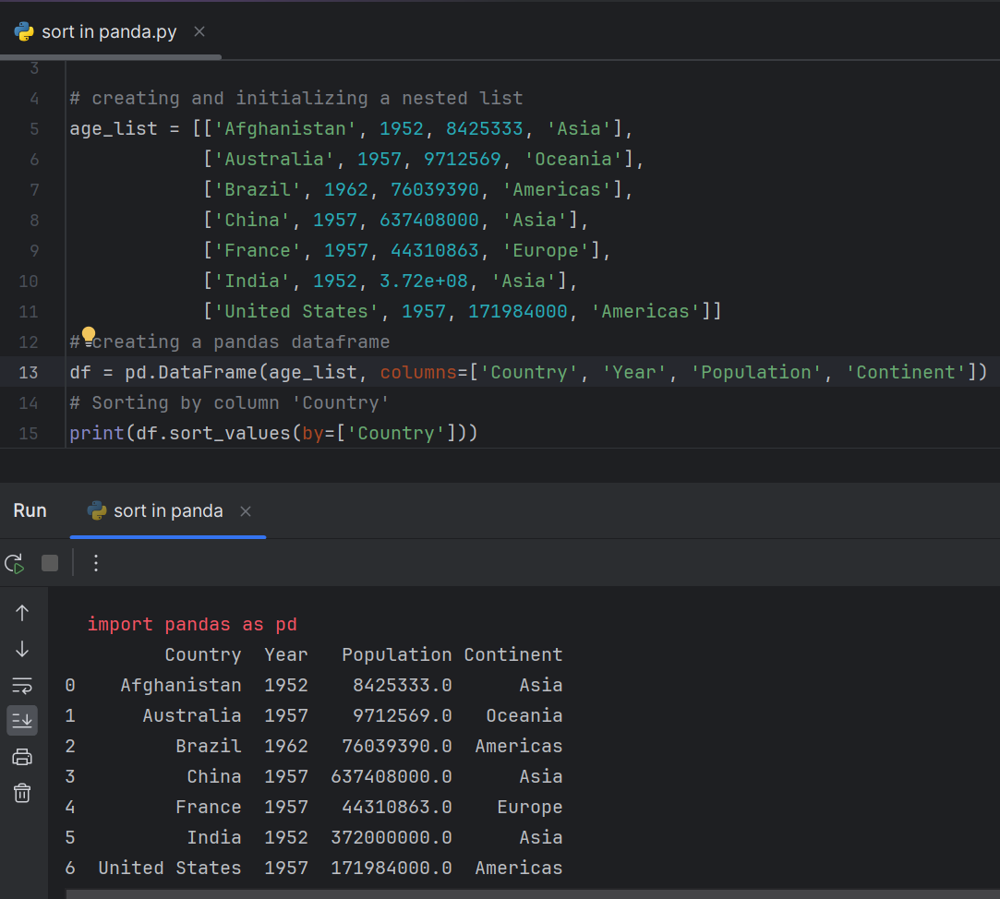 sort in panda.py
3
4 # creating and initializing a nested list
5 age_list = [['Afghanistan', 1952, 8425333, 'Asia'],
6 ['Australia', 1957, 9712569, 'Oceania'],
7 ['Brazil', 1962, 76039390, 'Americas'],
8 ['China', 1957, 637408000, 'Asia'],
9 ['France', 1957, 44310863, 'Europe'],
10 ['India', 1952, 3.72e+08, 'Asia'],
11 ['United States', 1957, 171984000, 'Americas']]
12 # creating a pandas dataframe
13 df = pd.DataFrame(age_list, columns=['Country', 'Year', 'Population', 'Continent'])
14 # Sorting by column 'Country'
15 print(df.sort_values(by=['Country']))
Run sort in panda
import pandas as pd
Country Year Population Continent
0 Afghanistan 1952 8425333.0 Asia
1 Australia 1957 9712569.0 Oceania
2 Brazil 1962 76039390.0 Americas
3 China 1957 637408000.0 Asia
4 France 1957 44310863.0 Europe
5 India 1952 372000000.0 Asia
6 United States 1957 171984000.0 Americas